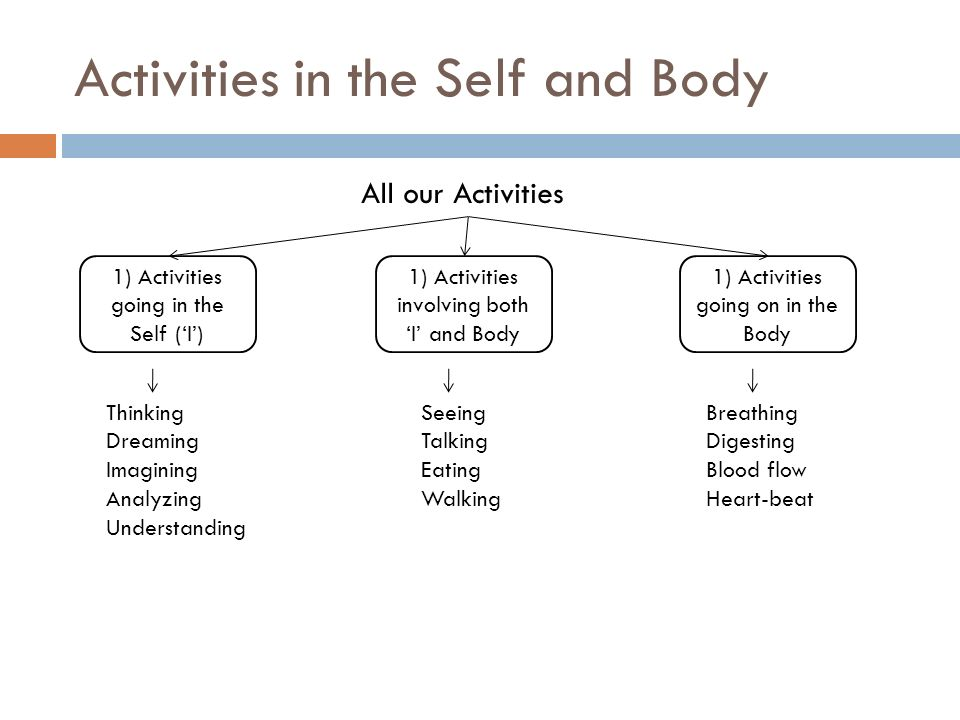 Activities in the Self and Body
All our Activities
1) Activities
going in the
Self (‘I’)
1) Activities
involving both
‘I’ and Body
1) Activities
going on in the
Body
Thinking
Dreaming
Imagining
Analyzing
Understanding
Seeing
Talking
Eating
Walking
Breathing
Digesting
Blood flow
Heart-beat